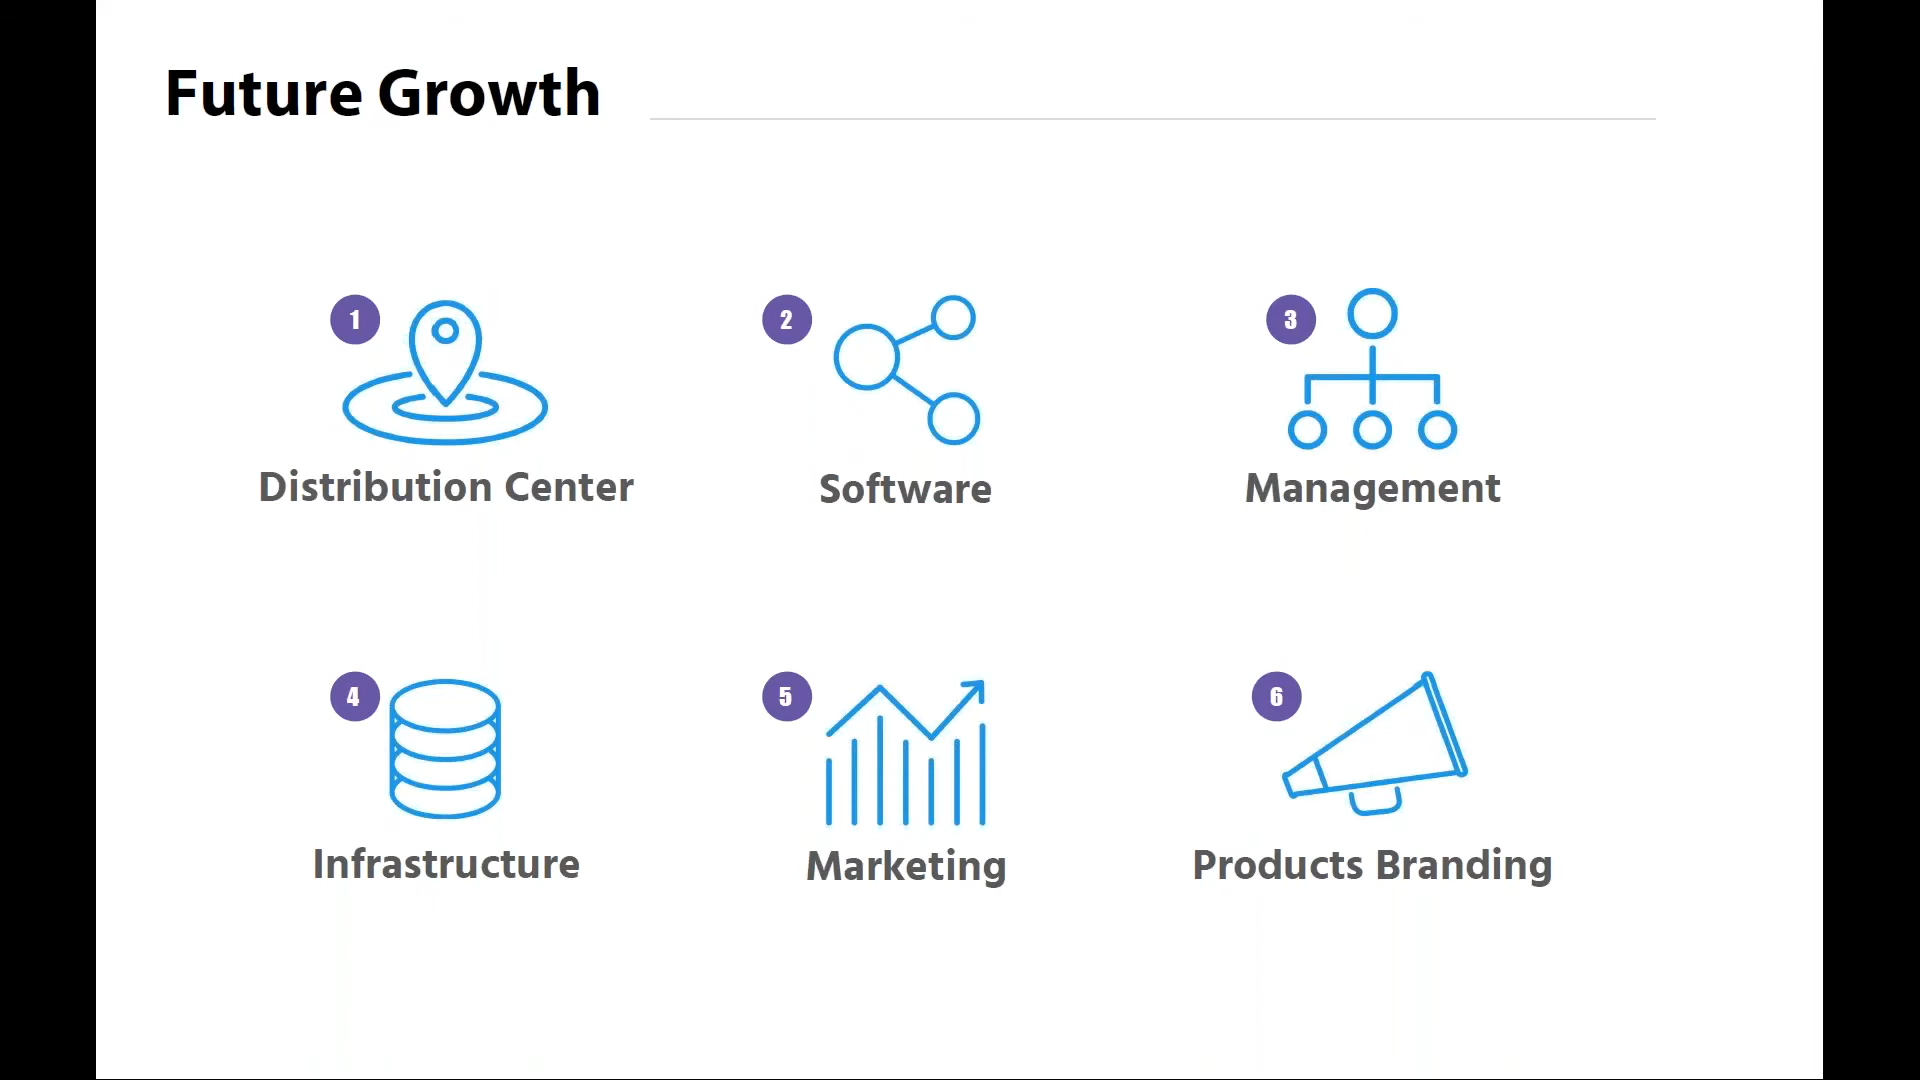 Future Growth
1
2
3
Distribution Center
Software
Management
4
5
6
Infrastructure
Marketing
Products Branding